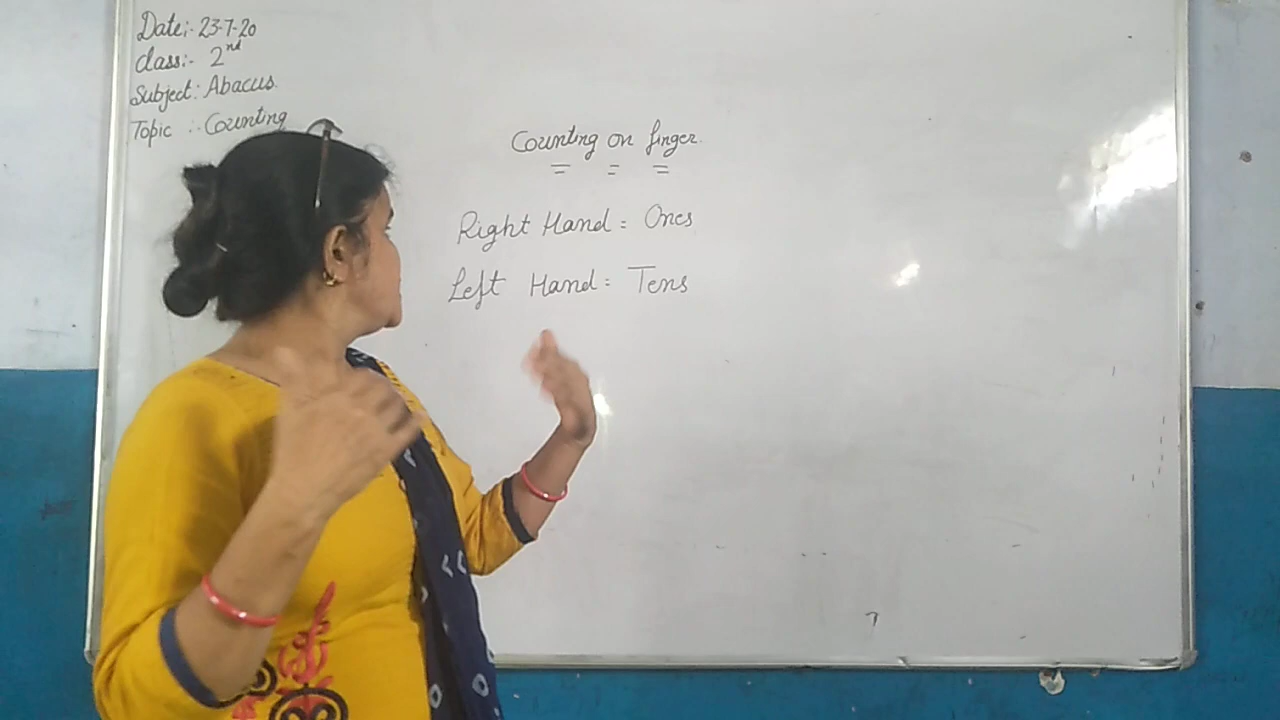 Date:- 23-7-20
class:- 2nd
Subject: Abacus.
Topic :- Counting
Counting on finger.
Right Hand = Ones
Left Hand = Tens